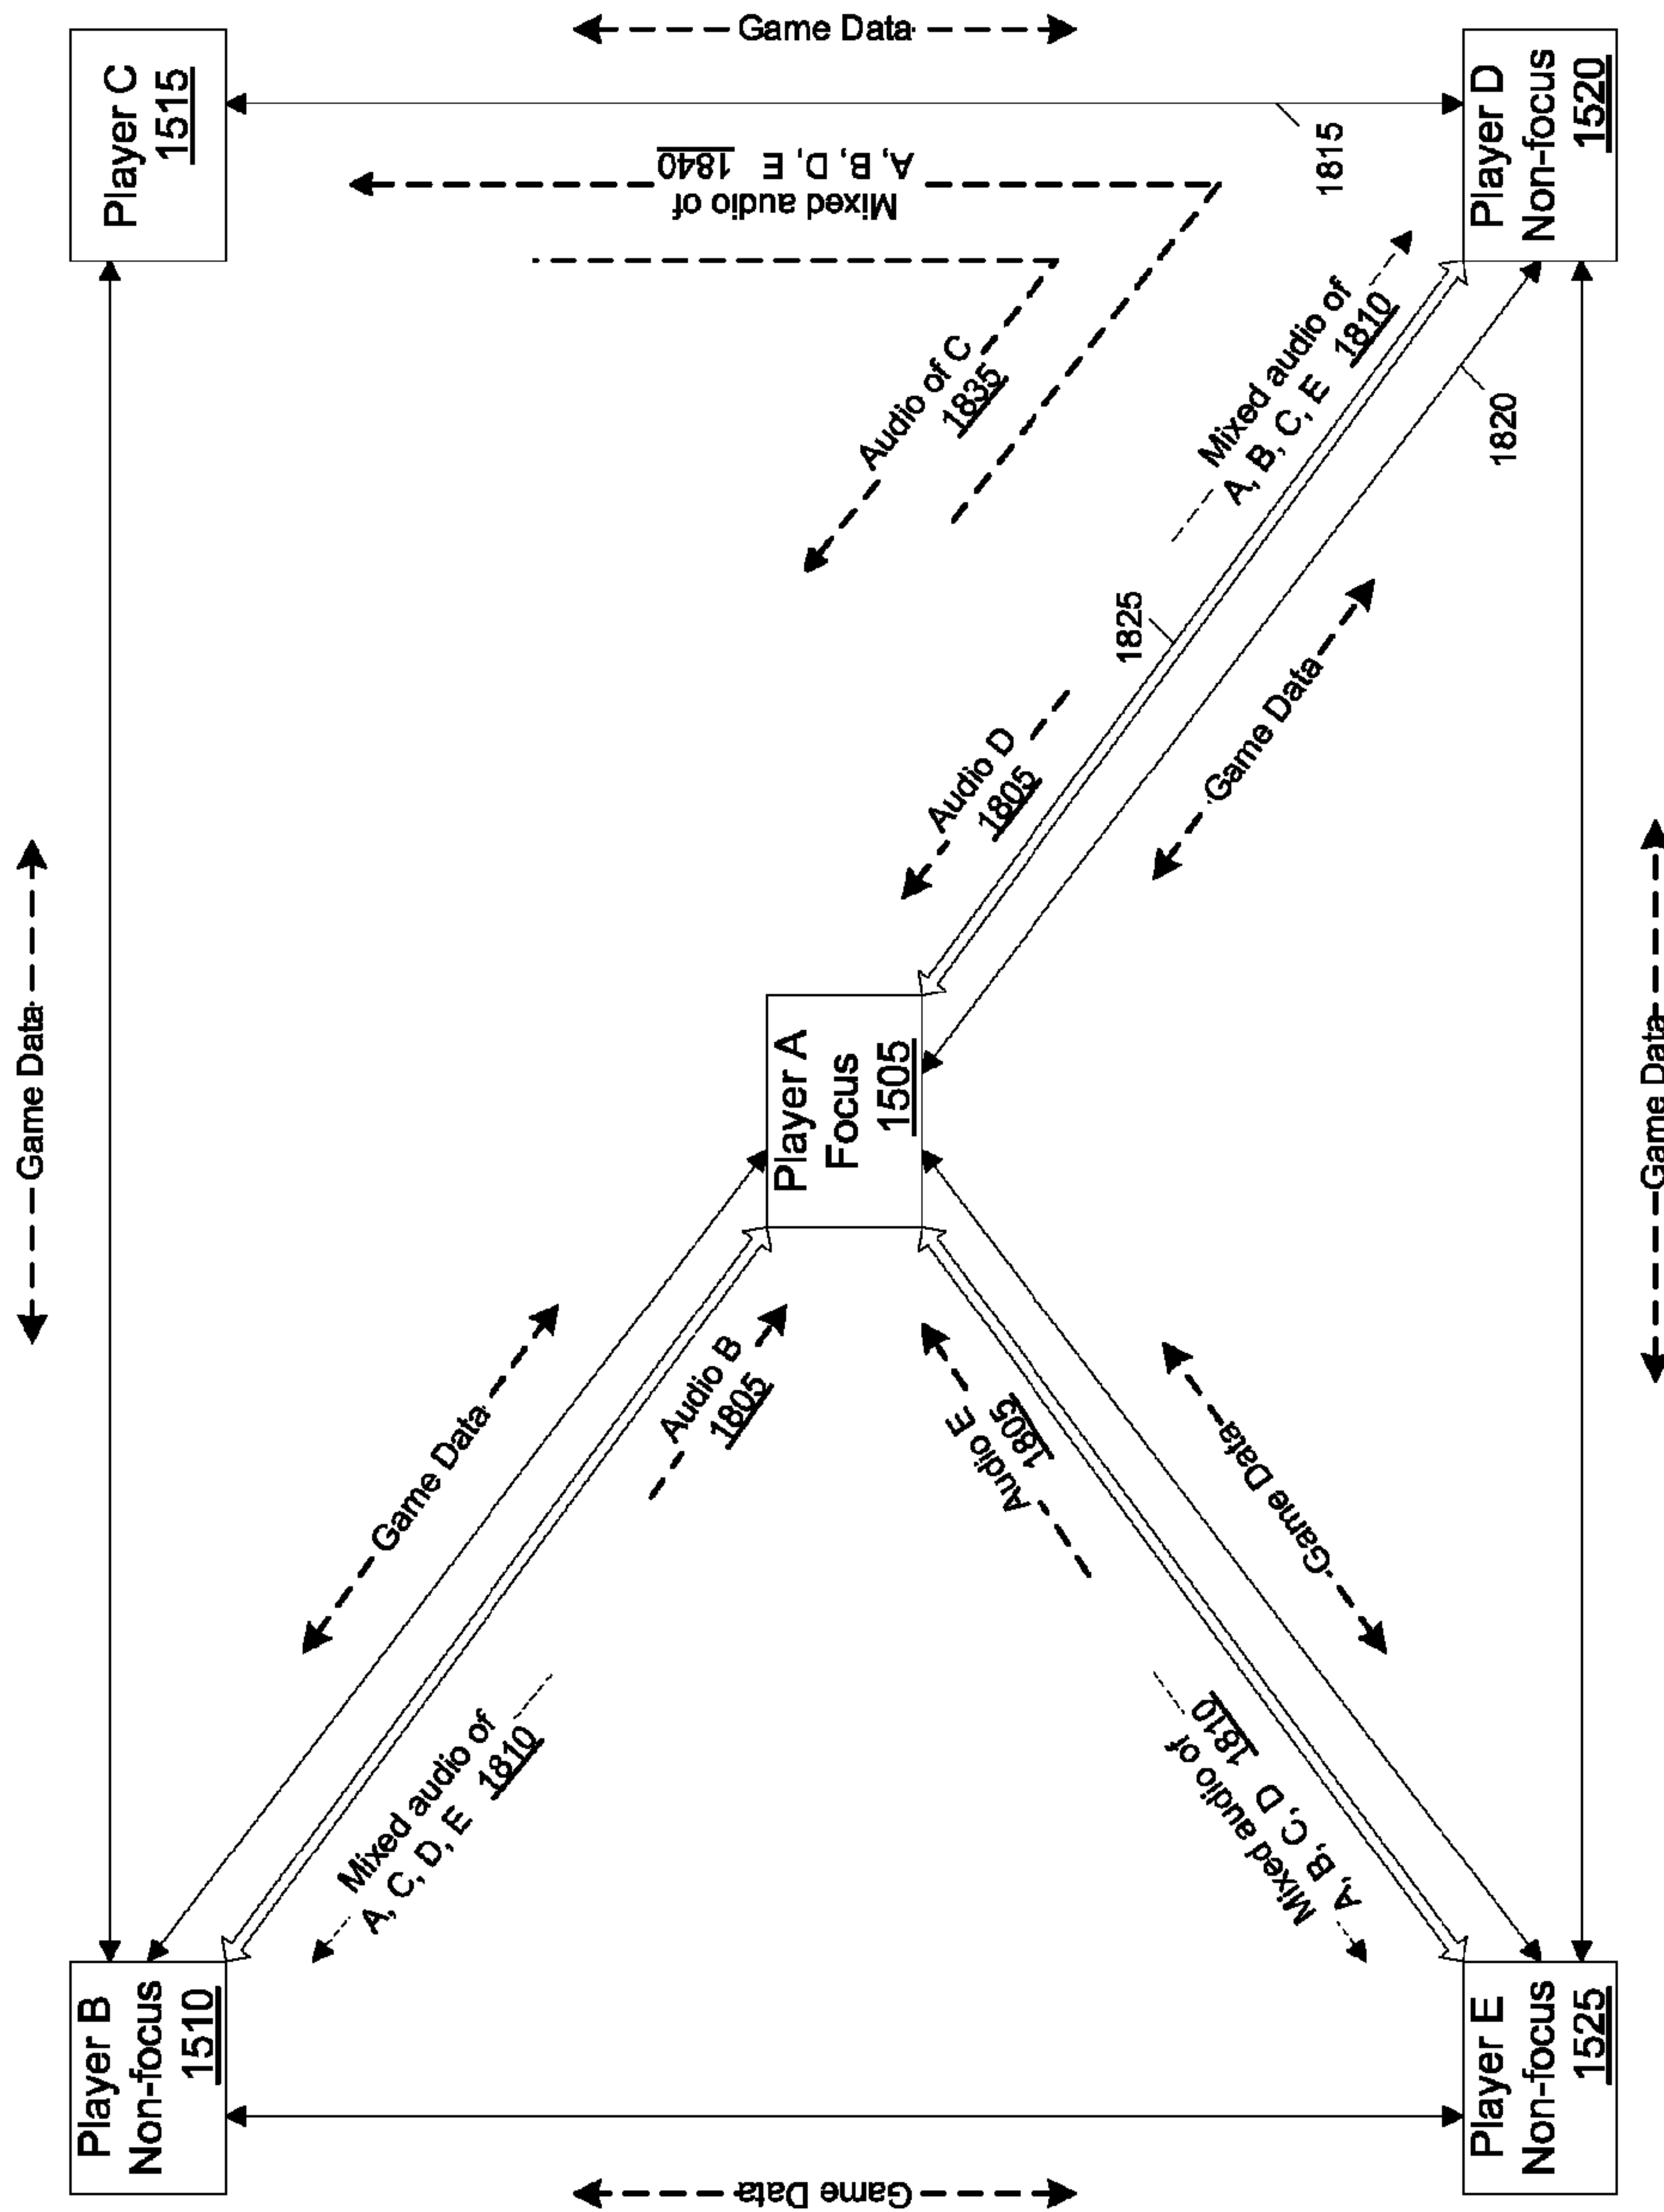 Game Data
Player B
Non-focus
1510
Player C
1515
Game Data
Mixed audio of
A, C, D, E 1810
Audio B
1805
Game Data
Player A
Focus
1505
Audio of C
1835
Mixed audio of
A, B, D, E 1840
Game Data
Audio E
1805
Mixed audio of
A, B, C, D 1810
Game Data
Audio D
1805
1825
Mixed audio of
A, B, C, E 1810
Game Data
1815
1820
Player E
Non-focus
1525
Player D
Non-focus
1520
Game Data